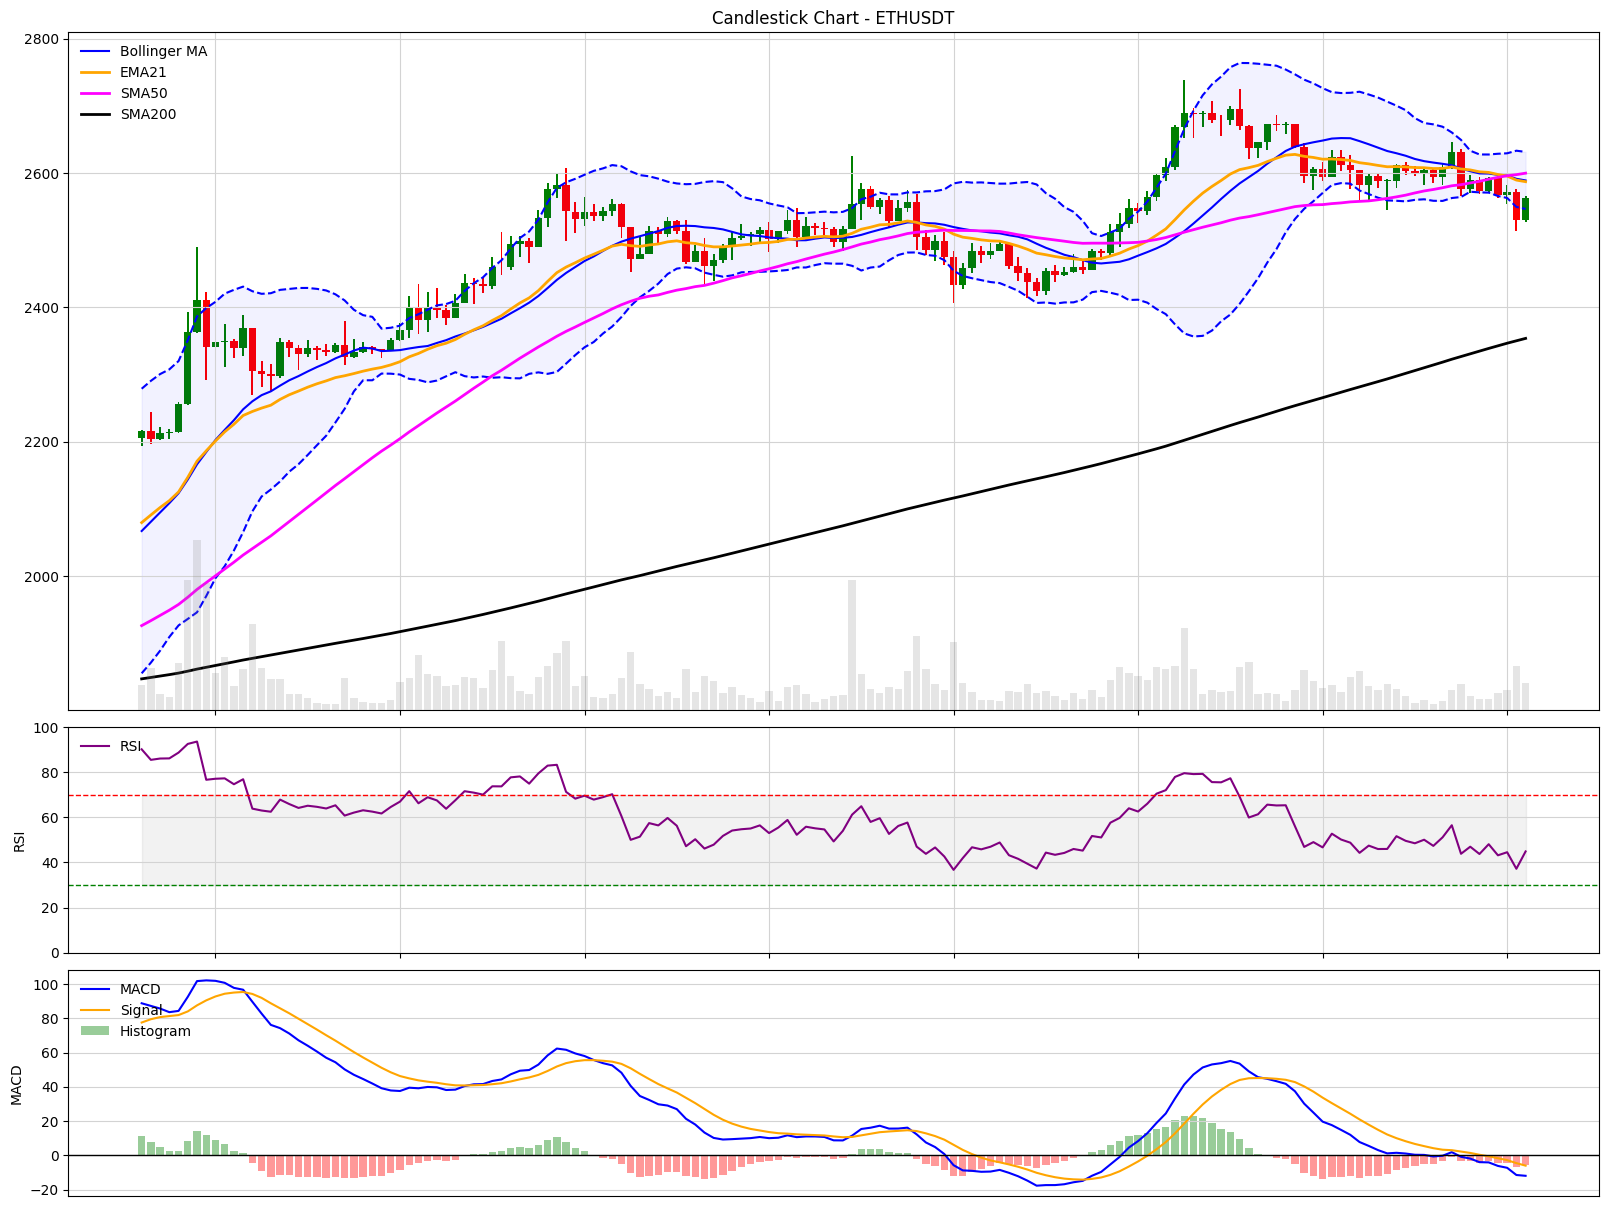 Candlestick Chart - ETHUSDT
2800
2600
2400
2200
2000
Bollinger MA
EMA21
SMA50
SMA200
100
80
60
40
20
0
RSI
RSI
100
80
60
40
20
0
−20
MACD
MACD
Signal
Histogram